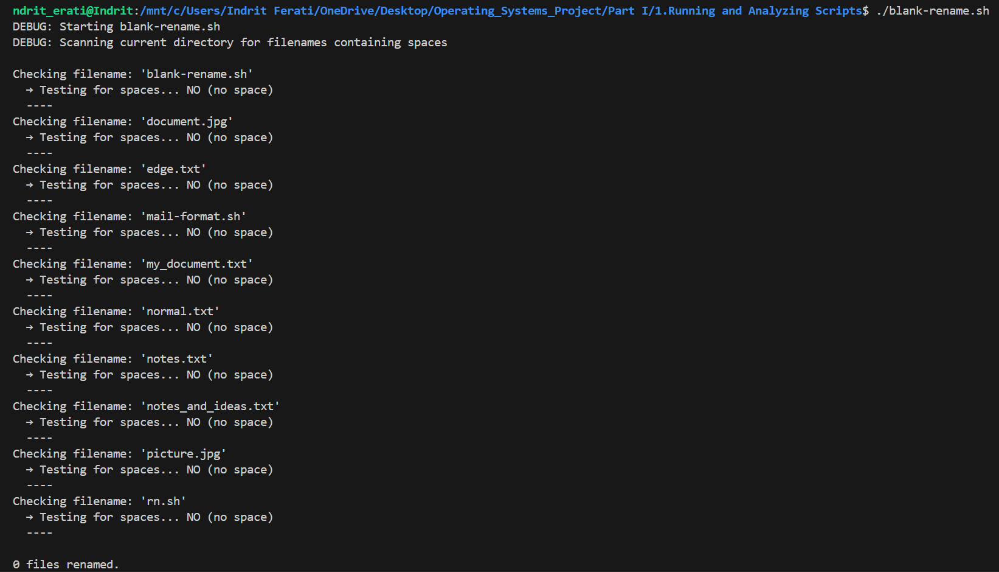 ndrit_erati@Indrit:/mnt/c/Users/Indrit Ferati/OneDrive/Desktop/Operating_Systems_Project/Part I/1.Running and Analyzing Scripts$ ./blank-rename.sh
DEBUG: Starting blank-rename.sh
DEBUG: Scanning current directory for filenames containing spaces

Checking filename: 'blank-rename.sh'
  → Testing for spaces... NO (no space)
  ----
Checking filename: 'document.jpg'
  → Testing for spaces... NO (no space)
  ----
Checking filename: 'edge.txt'
  → Testing for spaces... NO (no space)
  ----
Checking filename: 'mail-format.sh'
  → Testing for spaces... NO (no space)
  ----
Checking filename: 'my_document.txt'
  → Testing for spaces... NO (no space)
  ----
Checking filename: 'normal.txt'
  → Testing for spaces... NO (no space)
  ----
Checking filename: 'notes.txt'
  → Testing for spaces... NO (no space)
  ----
Checking filename: 'notes_and_ideas.txt'
  → Testing for spaces... NO (no space)
  ----
Checking filename: 'picture.jpg'
  → Testing for spaces... NO (no space)
  ----
Checking filename: 'rn.sh'
  → Testing for spaces... NO (no space)
  ----

0 files renamed.